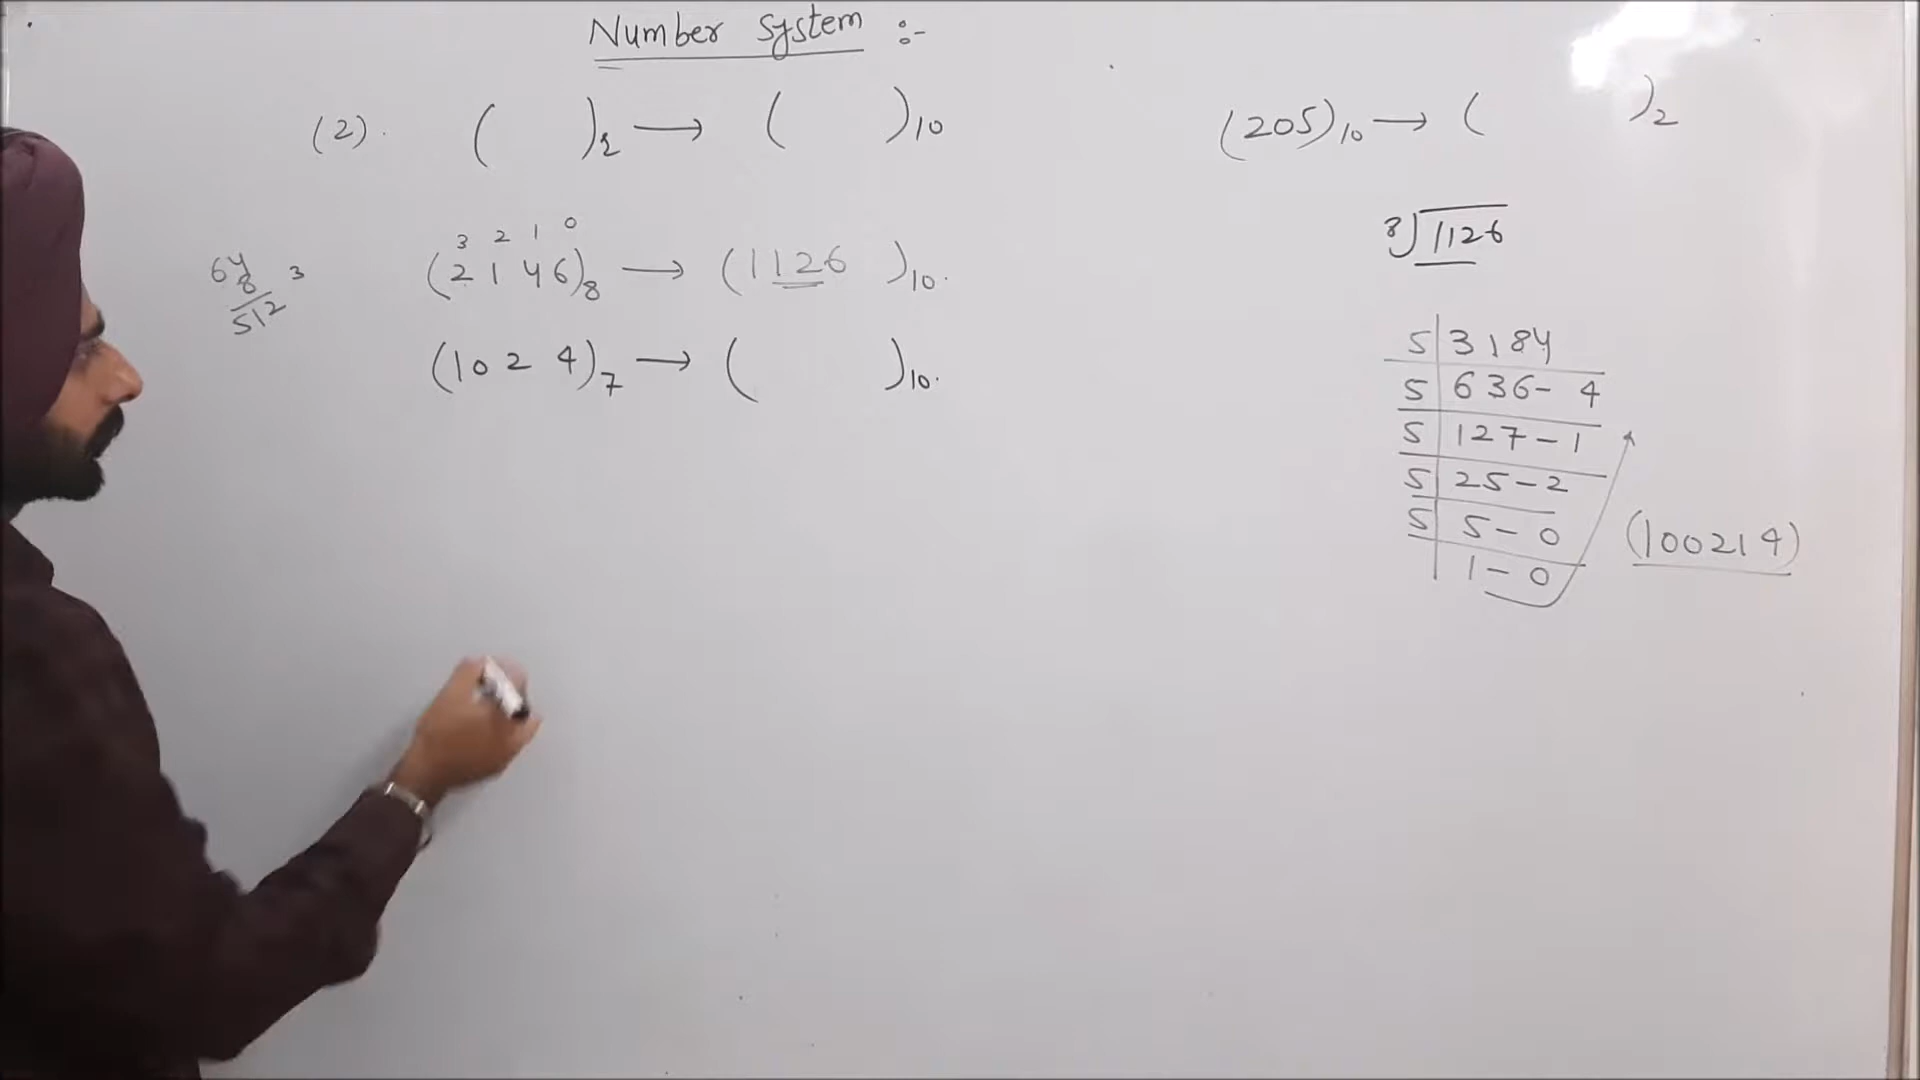 Number system :-
(2). ( )r → ( )10
(205)10 → ( )2
3 2 1 0
(2146)8 → (1126 )10.
64
8 3
512
(1024)7 → ( )10.
8 1126
5 3184
5 636- 4
5 127-1
5 25-2
5 5-0
1-0
(100214)